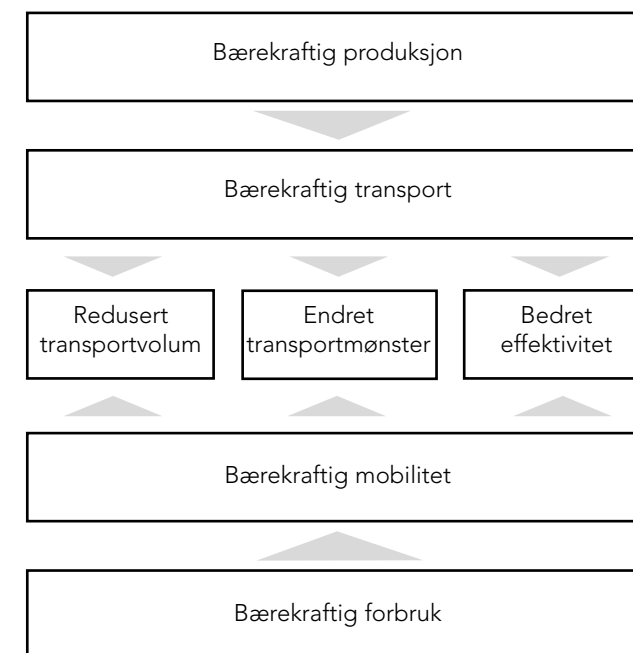 Bærekraftig produksjon
Bærekraftig transport
Redusert
transportvolum
Endret
transportmønster
Bedret
effektivitet
Bærekraftig mobilitet
Bærekraftig forbruk